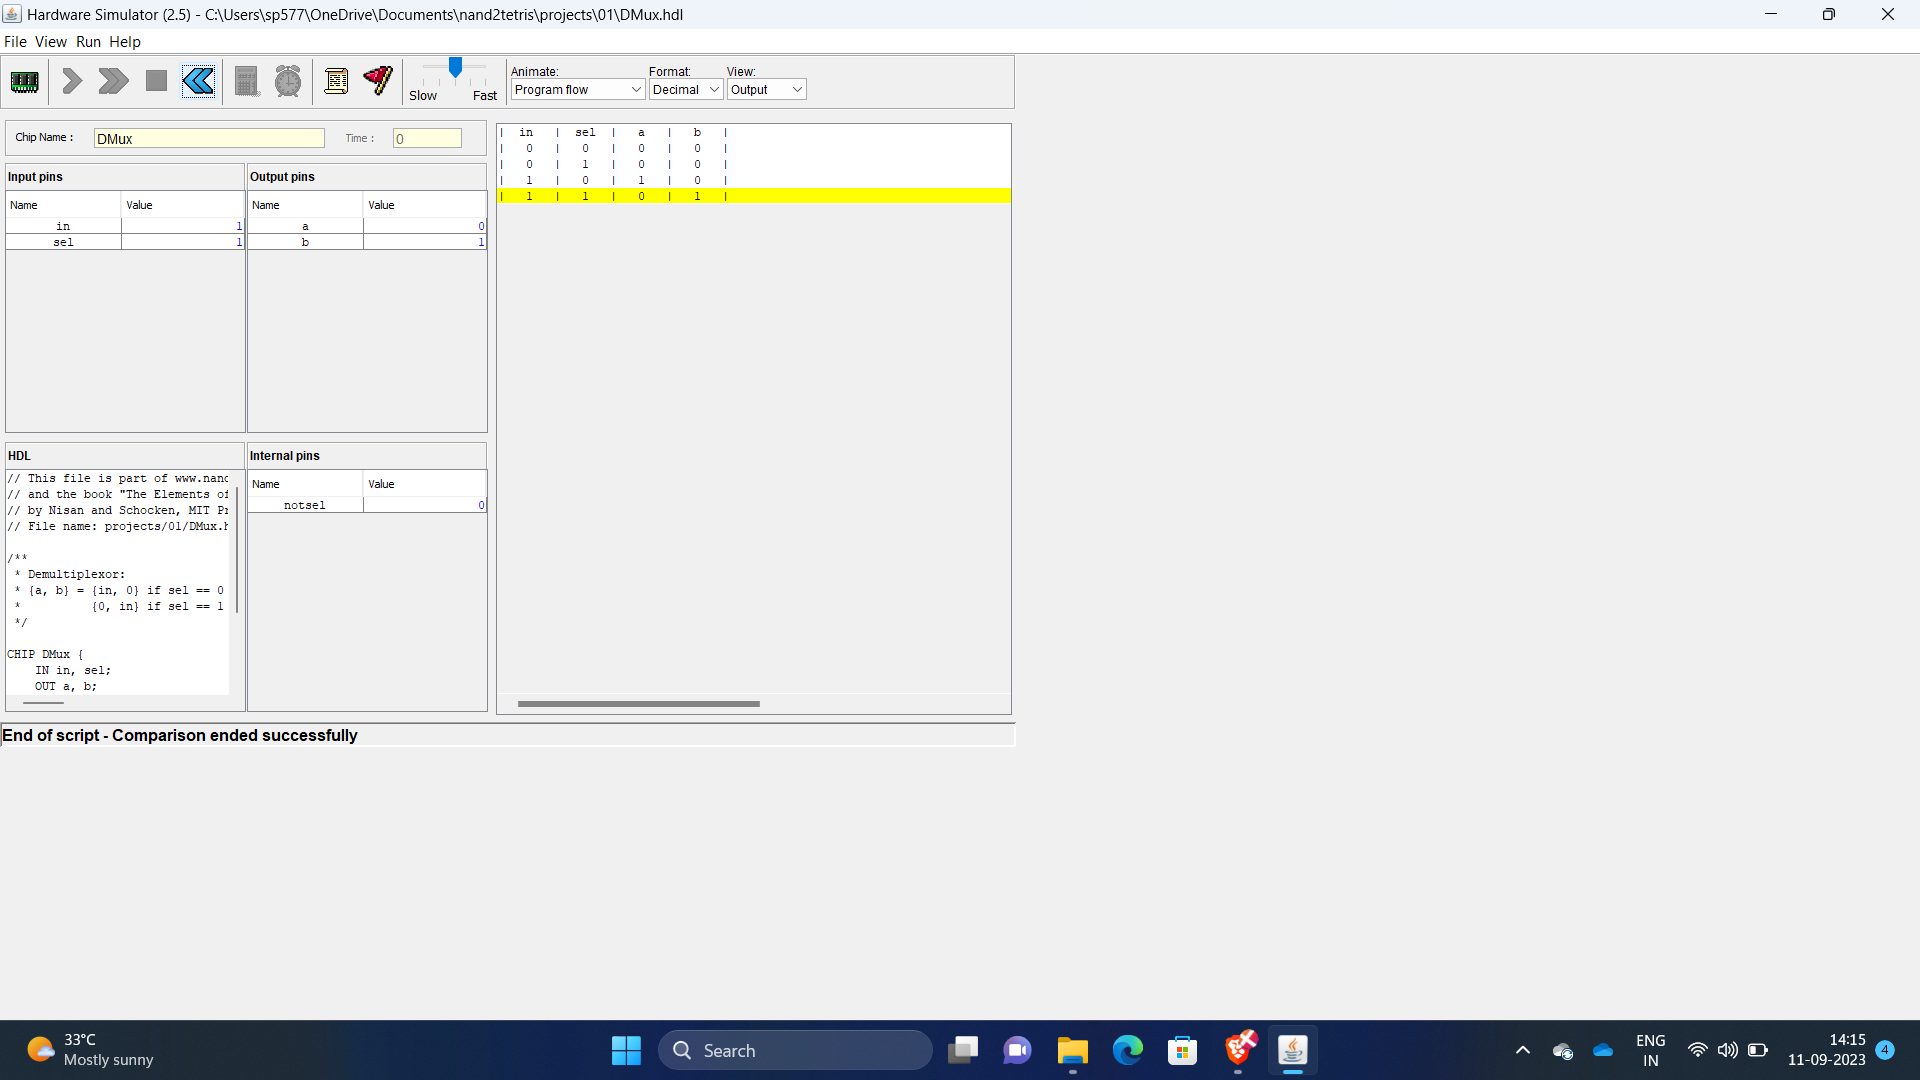 Hardware Simulator (2.5) - C:\Users\sp577\OneDrive\Documents\nand2tetris\projects\01\DMux.hdl
File View Run Help
Slow Fast
Animate: Format: View:
Program flow Decimal Output
Chip Name : DMux Time : 0
Input pins
Name Value
in 1
sel 1
Output pins
Name Value
a 0
b 1
| in | sel | a | b |
| 0 | 0 | 0 | 0 |
| 0 | 1 | 0 | 0 |
| 1 | 0 | 1 | 0 |
| 1 | 1 | 0 | 1 |
HDL
// This file is part of www.nand
// and the book "The Elements of
// by Nisan and Schocken, MIT Pr
// File name: projects/01/DMux.h
/**
* Demultiplexor:
* {a, b} = {in, 0} if sel == 0
* {0, in} if sel == 1
*/
CHIP DMux {
IN in, sel;
OUT a, b;
Internal pins
Name Value
notsel 0
End of script - Comparison ended successfully
33°C
Mostly sunny
Search
ENG
IN
14:15
11-09-2023
4